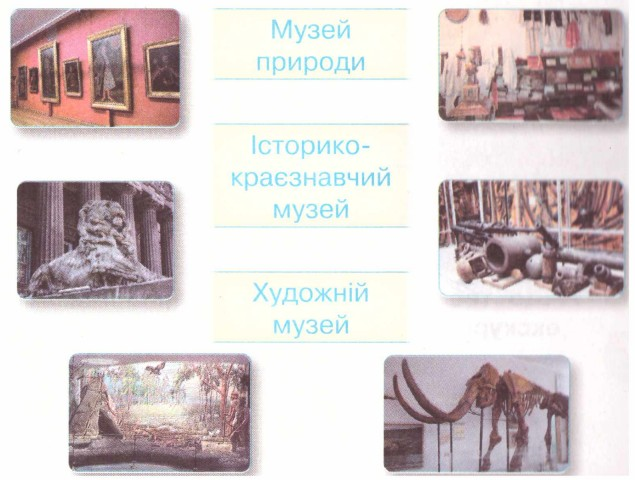 Музей
природи
Історико-
краєзнавчий
музей
Художній
музей